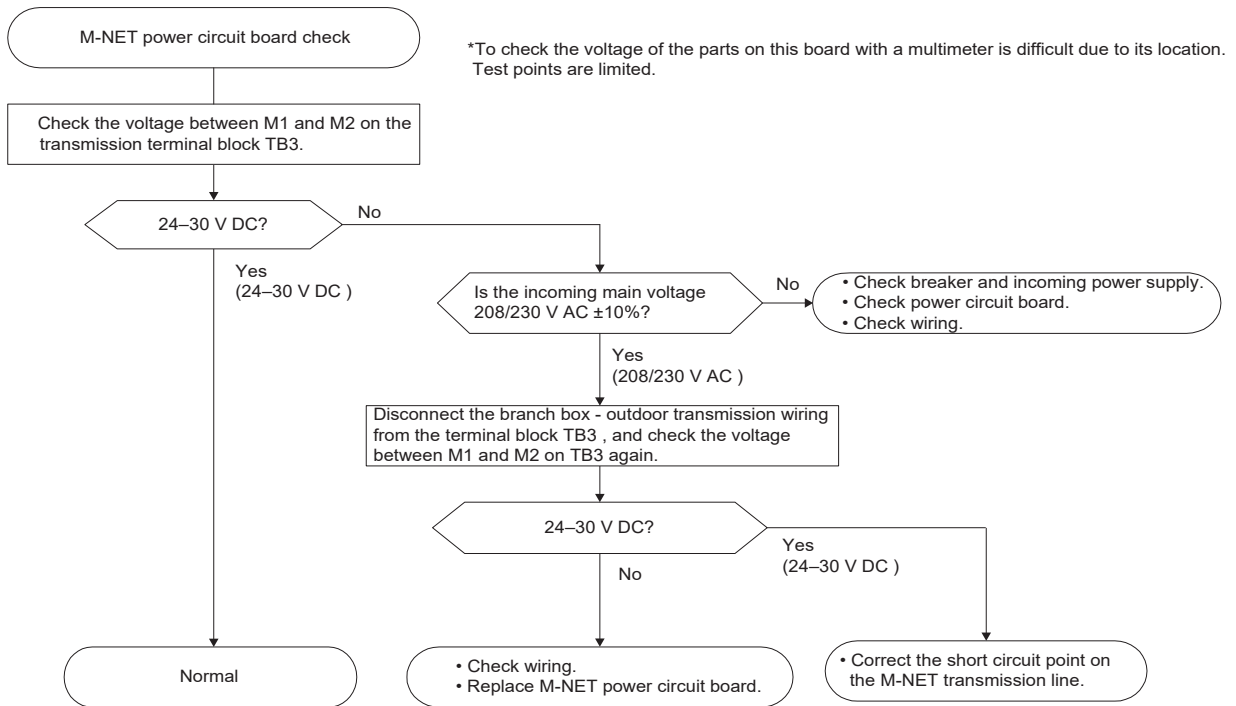 M-NET power circuit board check
*To check the voltage of the parts on this board with a multimeter is difficult due to its location.
Test points are limited.
Check the voltage between M1 and M2 on the
transmission terminal block TB3.
24–30 V DC?
No
Yes
(24–30 V DC )
Is the incoming main voltage
208/230 V AC ±10%?
No
• Check breaker and incoming power supply.
• Check power circuit board.
• Check wiring.
Yes
(208/230 V AC )
Disconnect the branch box - outdoor transmission wiring
from the terminal block TB3 , and check the voltage
between M1 and M2 on TB3 again.
24–30 V DC?
Yes
(24–30 V DC )
No
Normal
• Check wiring.
• Replace M-NET power circuit board.
• Correct the short circuit point on
the M-NET transmission line.